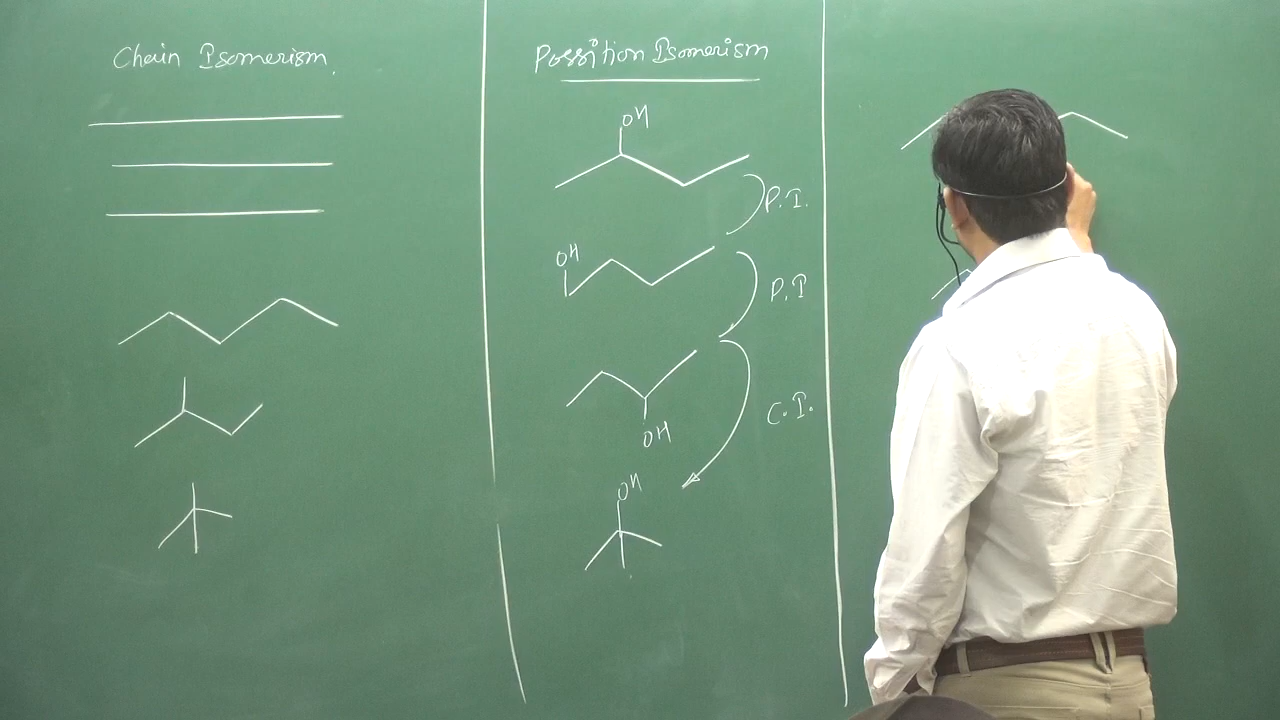 Chain Isomerism.
Possition Isomerism
OH
P.I.
OH
P.I
C.I.
OH
OH